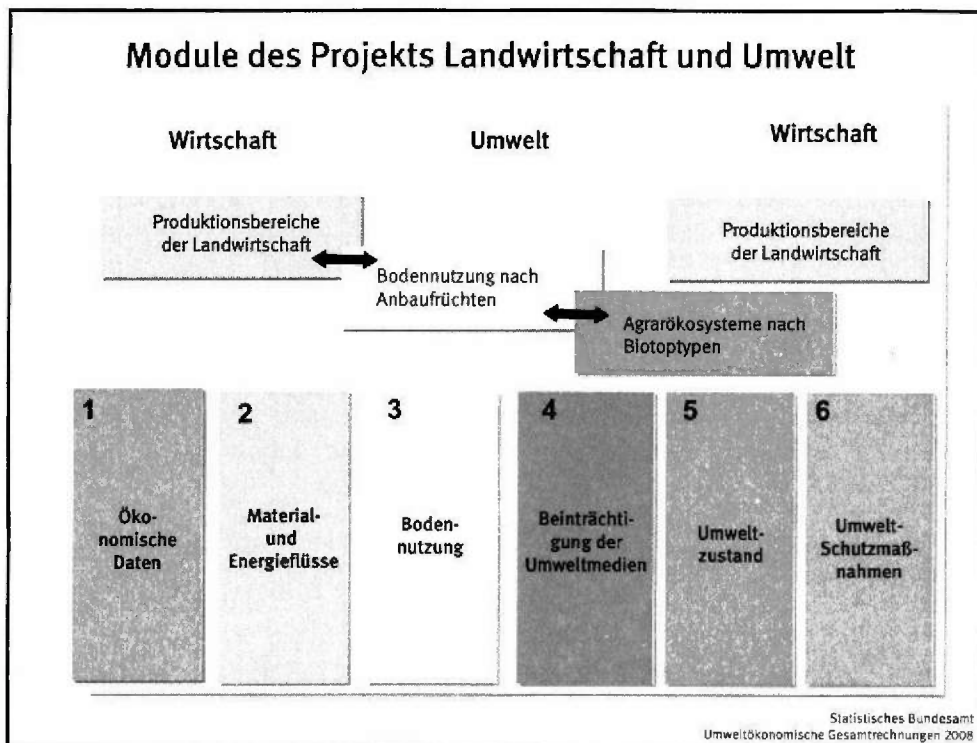 Module des Projekts Landwirtschaft und Umwelt
Wirtschaft
Umwelt
Wirtschaft
Produktionsbereiche
der Landwirtschaft
Bodennutzung nach
Anbaufrüchten
Agrarökosysteme nach
Biotoptypen
Produktionsbereiche
der Landwirtschaft
1
Öko-
nomische
Daten
2
Material-
und
Energieflüsse
3
Boden-
nutzung
4
Beinträchti-
gung der
Umweltmedien
5
Umwelt-
zustand
6
Umwelt-
Schutzmaß-
nahmen
Statistisches Bundesamt
Umweltökonomische Gesamtrechnungen 2008